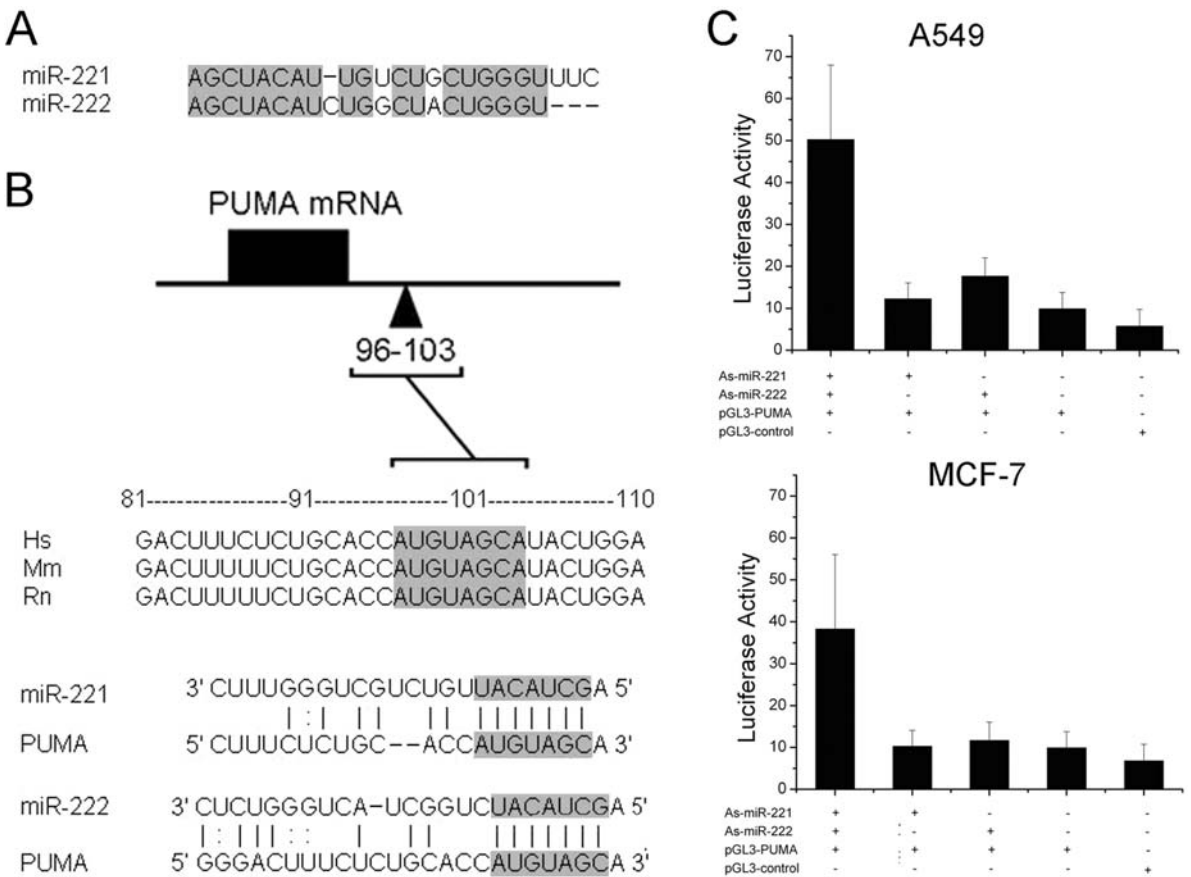 A
miR-221 AGCUACAU-UGUCUGCUGGGUUUC
miR-222 AGCUACAUCUGGCUACUGGGU---
B
PUMA mRNA
96-103
81--------------91--------------101--------------110
Hs GACUUUCUCUGCACCAUGUAGCAUACUGGA
Mm GACUUUUUCUGCACCAUGUAGCAUACUGGA
Rn GACUUUUUCUGCACCAUGUAGCAUACUGGA
miR-221 3' CUUUGGGUCGUCUGUUACAUCGA 5'
PUMA 5' CUUUCUCUGC--ACCAUGUAGCA 3'
miR-222 3' CUCUGGGUCA-UCGGUCUACAUCGA 5'
PUMA 5' GGGACUUUCUCUGCACCAUGUAGCA 3'
C
A549
Luciferase Activity
70
60
50
40
30
20
10
0
As-miR-221 + + - - -
As-miR-222 + - + - -
pGL3-PUMA + + + + -
pGL3-control - - - - +
MCF-7
Luciferase Activity
70
60
50
40
30
20
10
0
As-miR-221 + + - - -
As-miR-222 + - + - -
pGL3-PUMA + + + + -
pGL3-control - - - - +